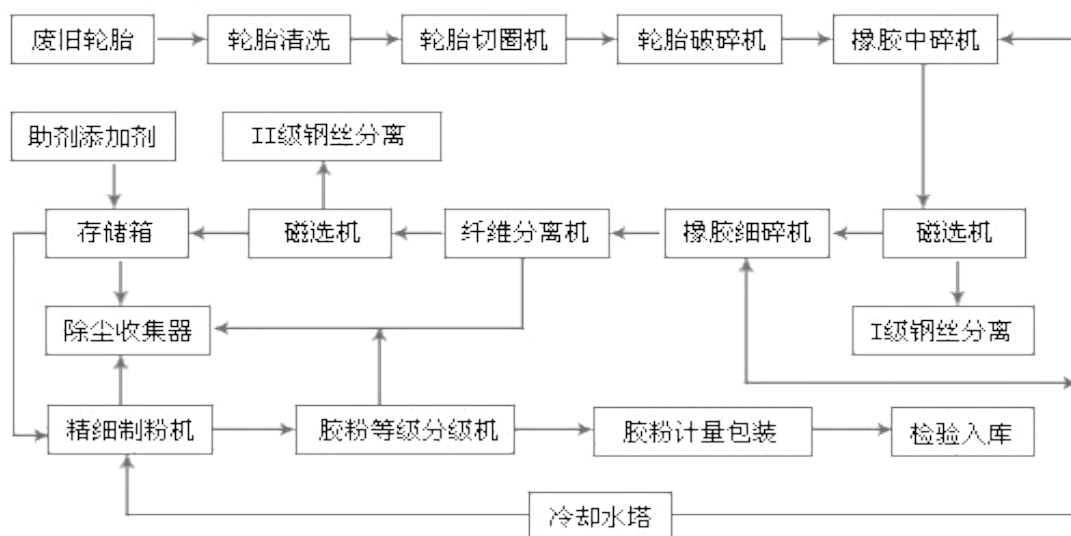 废旧轮胎
轮胎清洗
轮胎切圈机
轮胎破碎机
橡胶中碎机
助剂添加剂
II级钢丝分离
存储箱
磁选机
纤维分离机
橡胶细碎机
磁选机
除尘收集器
I级钢丝分离
精细制粉机
胶粉等级分级机
胶粉计量包装
检验入库
冷却水塔